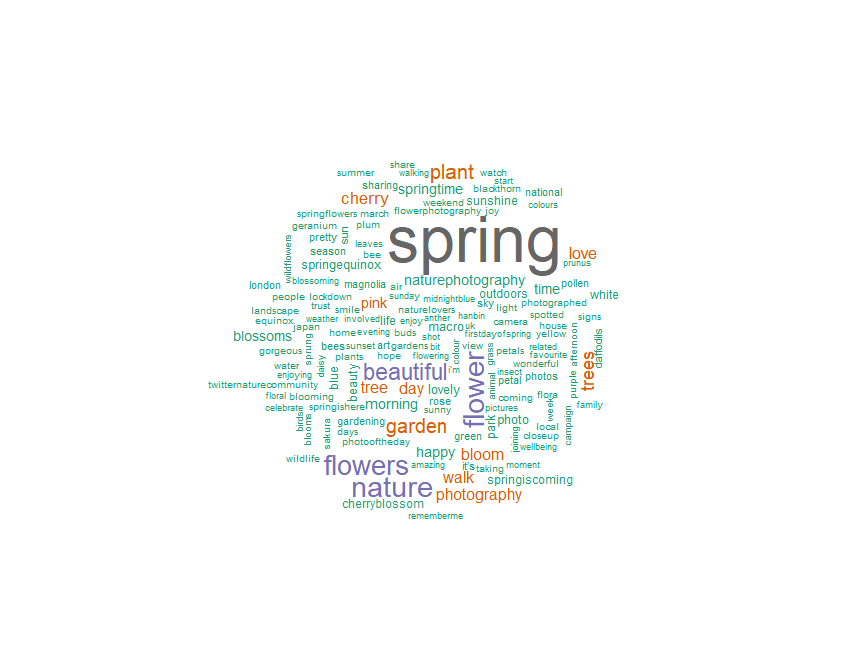 share
summer walking plant watch
start
sharing springtime blackthorn national
cherry weekend sunshine
colours
springflowers march flowerphotography joy
geranium plum
spring
pretty sun leaves
season bee love
wildflowers springequinox prunus
blossoming magnolia air naturephotography pollen
london outdoors time white
people lockdown pink sunday midnightblue sky light photographed
landscape trust smile naturelovers hanbin spotted signs
equinox weather involved life enjoy anther camera
japan macro uk house
blossoms home evening buds firstdayofspring yellow
sprung shot related afternoon daffodils
gorgeous bees sunset art gardens bit colour view grass petals favourite
daisy plants hope flowering wonderful
water beautiful i'm insect trees
enjoying blue beauty flower animal petal photos purple
twitternaturecommunity tree day lovely
floral blooming rose coming flora
celebrate springishere morning sunny pictures week family
birds blooms gardening park photo local
sakura days garden green joining closeup campaign
photooftheday wellbeing
happy bloom
wildlife flowers amazing it's taking moment
walk springiscoming
nature photography
cherryblossom
rememberme